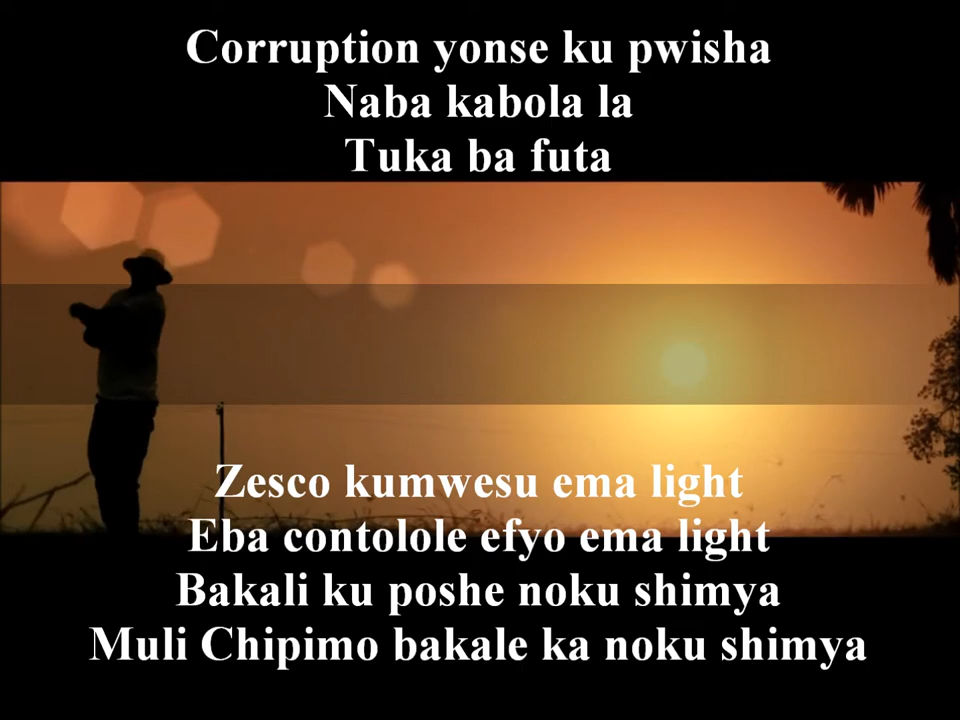 Corruption yonse ku pwisha
Naba kabola la
Tuka ba futa
Zesco kumwesu ema light
Eba contolole efyo ema light
Bakali ku poshe noku shimya
Muli Chipimo bakale ka noku shimya